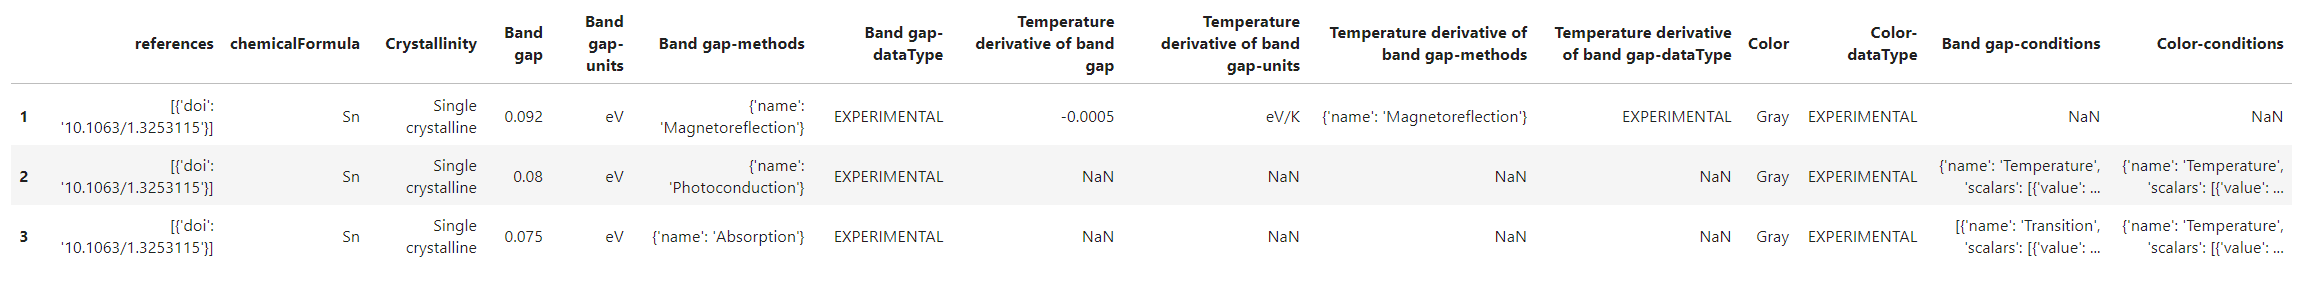 references chemicalFormula Crystallinity Band gap Band gap-units Band gap-methods Band gap-dataType Temperature derivative of band gap Temperature derivative of band gap-units Temperature derivative of band gap-methods Temperature derivative of band gap-dataType Color Color-dataType Band gap-conditions Color-conditions
1 [{'doi': '10.1063/1.3253115'}] Sn Single crystalline 0.092 eV {'name': 'Magnetoreflection'} EXPERIMENTAL -0.0005 eV/K {'name': 'Magnetoreflection'} EXPERIMENTAL Gray EXPERIMENTAL NaN NaN
2 [{'doi': '10.1063/1.3253115'}] Sn Single crystalline 0.08 eV {'name': 'Photoconduction'} EXPERIMENTAL NaN NaN NaN NaN Gray EXPERIMENTAL {'name': 'Temperature', 'scalars': [{'value': ... {'name': 'Temperature', 'scalars': [{'value': ...
3 [{'doi': '10.1063/1.3253115'}] Sn Single crystalline 0.075 eV {'name': 'Absorption'} EXPERIMENTAL NaN NaN NaN NaN Gray EXPERIMENTAL [{'name': 'Transition', 'scalars': [{'value': ... {'name': 'Temperature', 'scalars': [{'value': ...